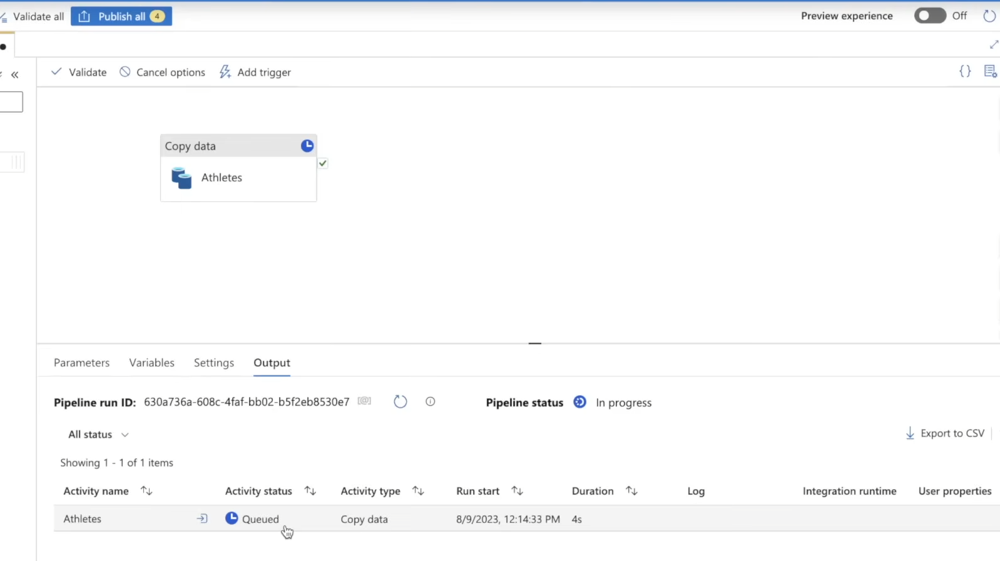 Validate all Publish all 4 Preview experience Off
Validate Cancel options Add trigger {}
Copy data
Athletes
Parameters Variables Settings Output
Pipeline run ID: 630a736a-608c-4faf-bb02-b5f2eb8530e7 [@] Pipeline status In progress
All status Export to CSV
Showing 1 - 1 of 1 items
Activity name Activity status Activity type Run start Duration Log Integration runtime User properties
Athletes Queued Copy data 8/9/2023, 12:14:33 PM 4s